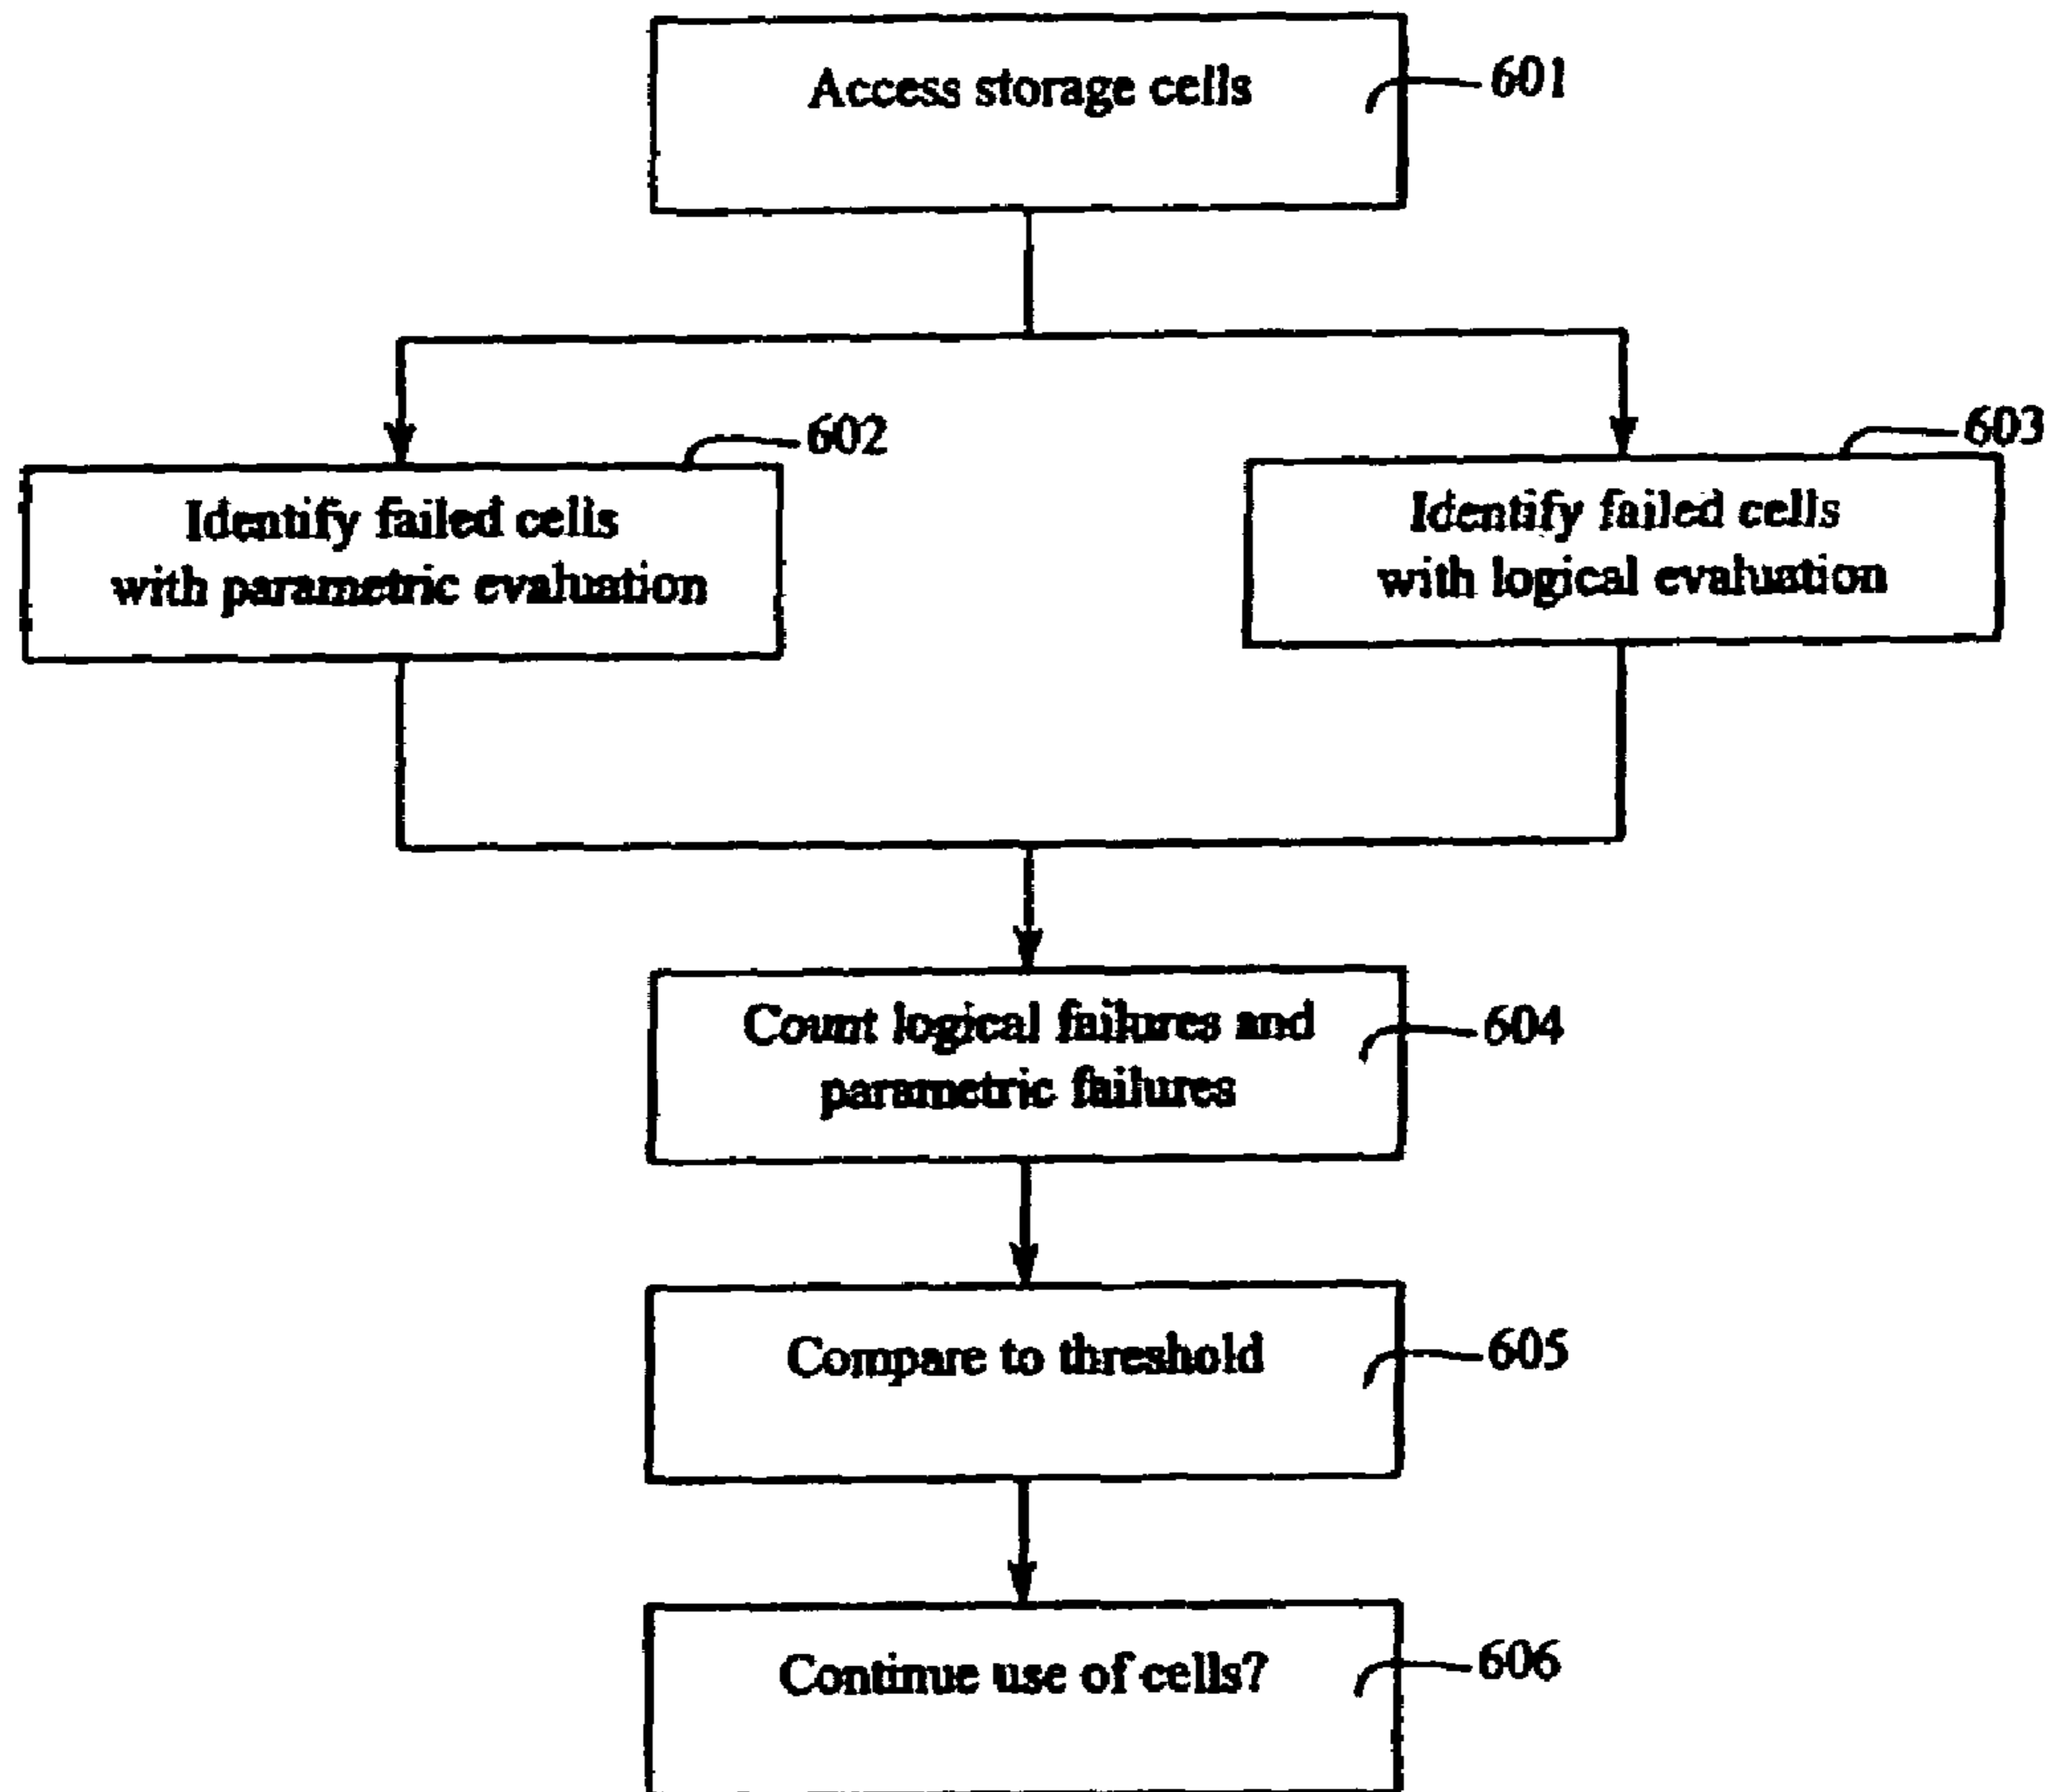 Access storage cells
601
602
603
Identify failed cells
with parametric evaluation
Identify failed cells
with logical evaluation
Count logical failures and
parametric failures
604
Compare to threshold
605
Continue use of cells?
606